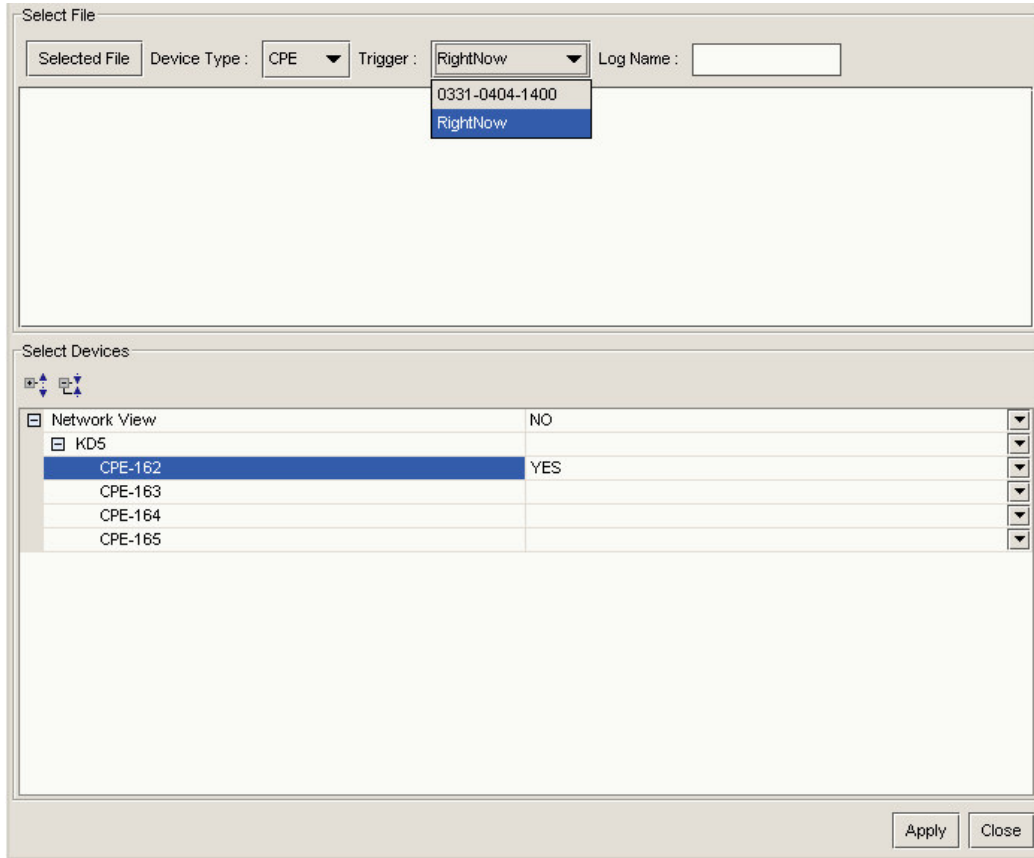 Select File
Selected File Device Type : CPE Trigger : RightNow Log Name :
0331-0404-1400
RightNow
Select Devices
Network View NO
KD5
CPE-162 YES
CPE-163
CPE-164
CPE-165
Apply Close